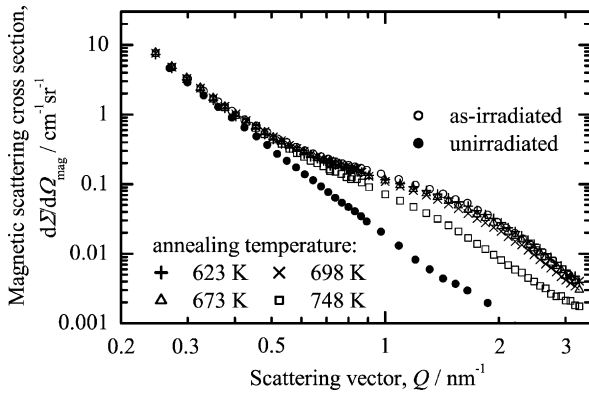 Magnetic scattering cross section,
dΣ/dΩmag / cm-1sr-1
10
1
0.1
0.01
0.001
as-irradiated
unirradiated
annealing temperature:
623 K 698 K
673 K 748 K
0.2 0.3 0.5 1 2 3
Scattering vector, Q / nm-1